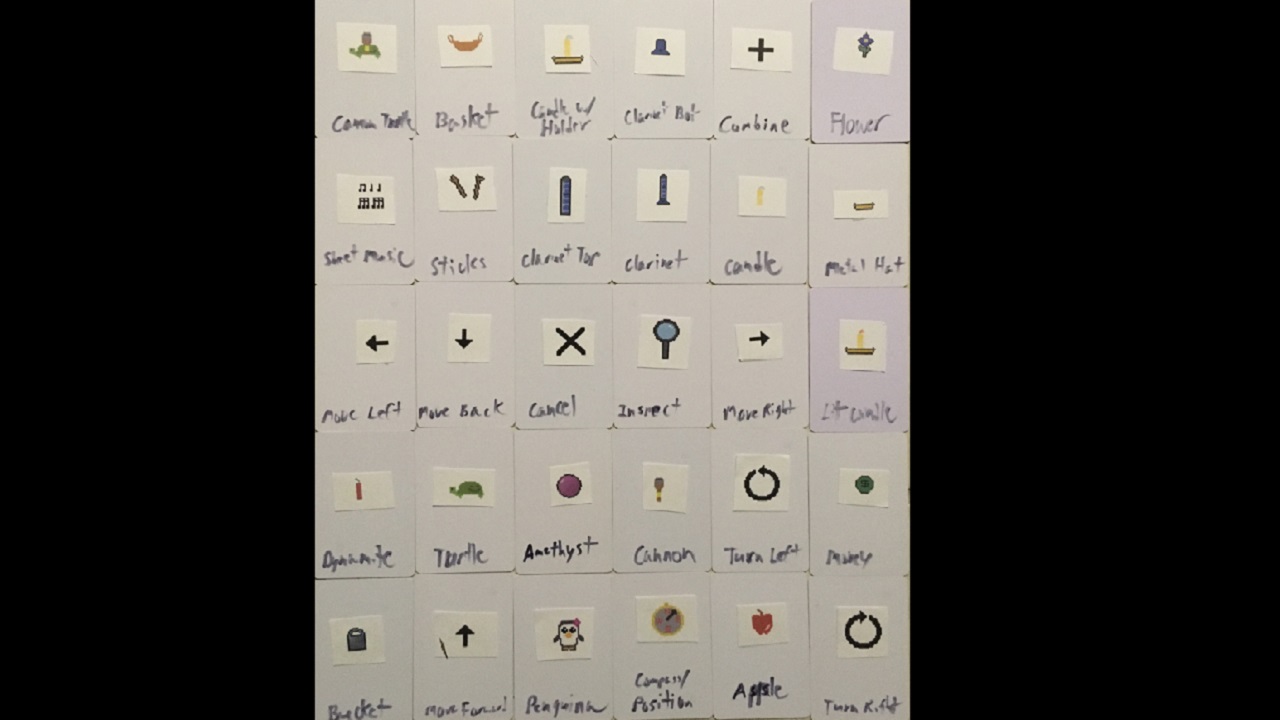 Cannon Turtle
Basket
Candle w/
Holder
Clarinet Bot
Combine
Flower
Sheet Music
Sticks
Clarinet Top
Clarinet
Candle
Metal Hat
Move Left
Move Back
Cancel
Inspect
Move Right
Lit Candle
Dynamite
Turtle
Amethyst
Cannon
Turn Left
Money
Bucket
Move Forward
Penguin
Compass/
Position
Apple
Turn Right